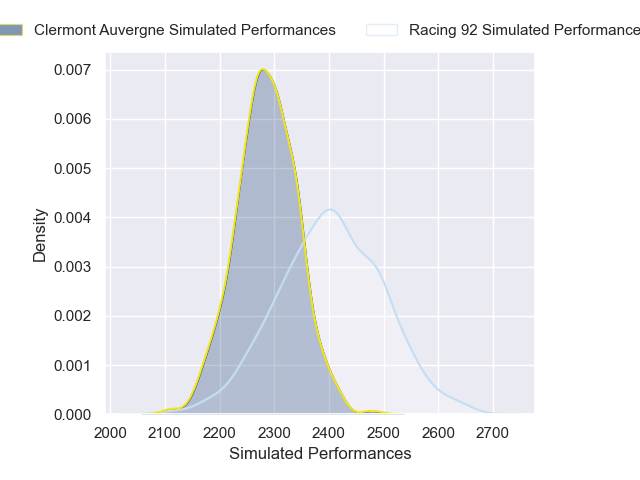 Clermont Auvergne Simulated Performances Racing 92 Simulated Performance
0.007
0.006
0.005
0.004
0.003
0.002
0.001
0.000
Density
2000 2100 2200 2300 2400 2500 2600 2700
Simulated Performances